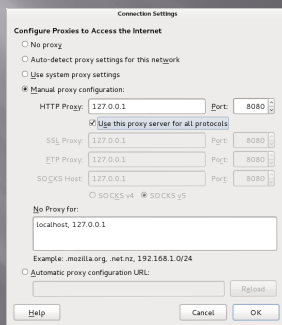 Connection Settings
Configure Proxies to Access the Internet
No proxy
Auto-detect proxy settings for this network
Use system proxy settings
Manual proxy configuration:
HTTP Proxy: 127.0.0.1 Port: 8080
Use this proxy server for all protocols
SSL Proxy: 127.0.0.1 Port: 8080
FTP Proxy: 127.0.0.1 Port: 8080
SOCKS Host: 127.0.0.1 Port: 8080
SOCKS v4 SOCKS v5
No Proxy for:
localhost, 127.0.0.1
Example: .mozilla.org, .net.nz, 192.168.1.0/24
Automatic proxy configuration URL:
Reload
Help Cancel OK